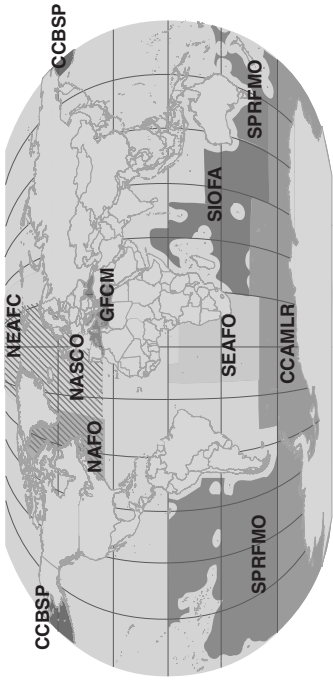 CCBSP
NEAFC
NASCO
NAFO
GFCM
CCBSP
SPRFMO
SEAFO
SIOFA
SPRFMO
CCAMLR